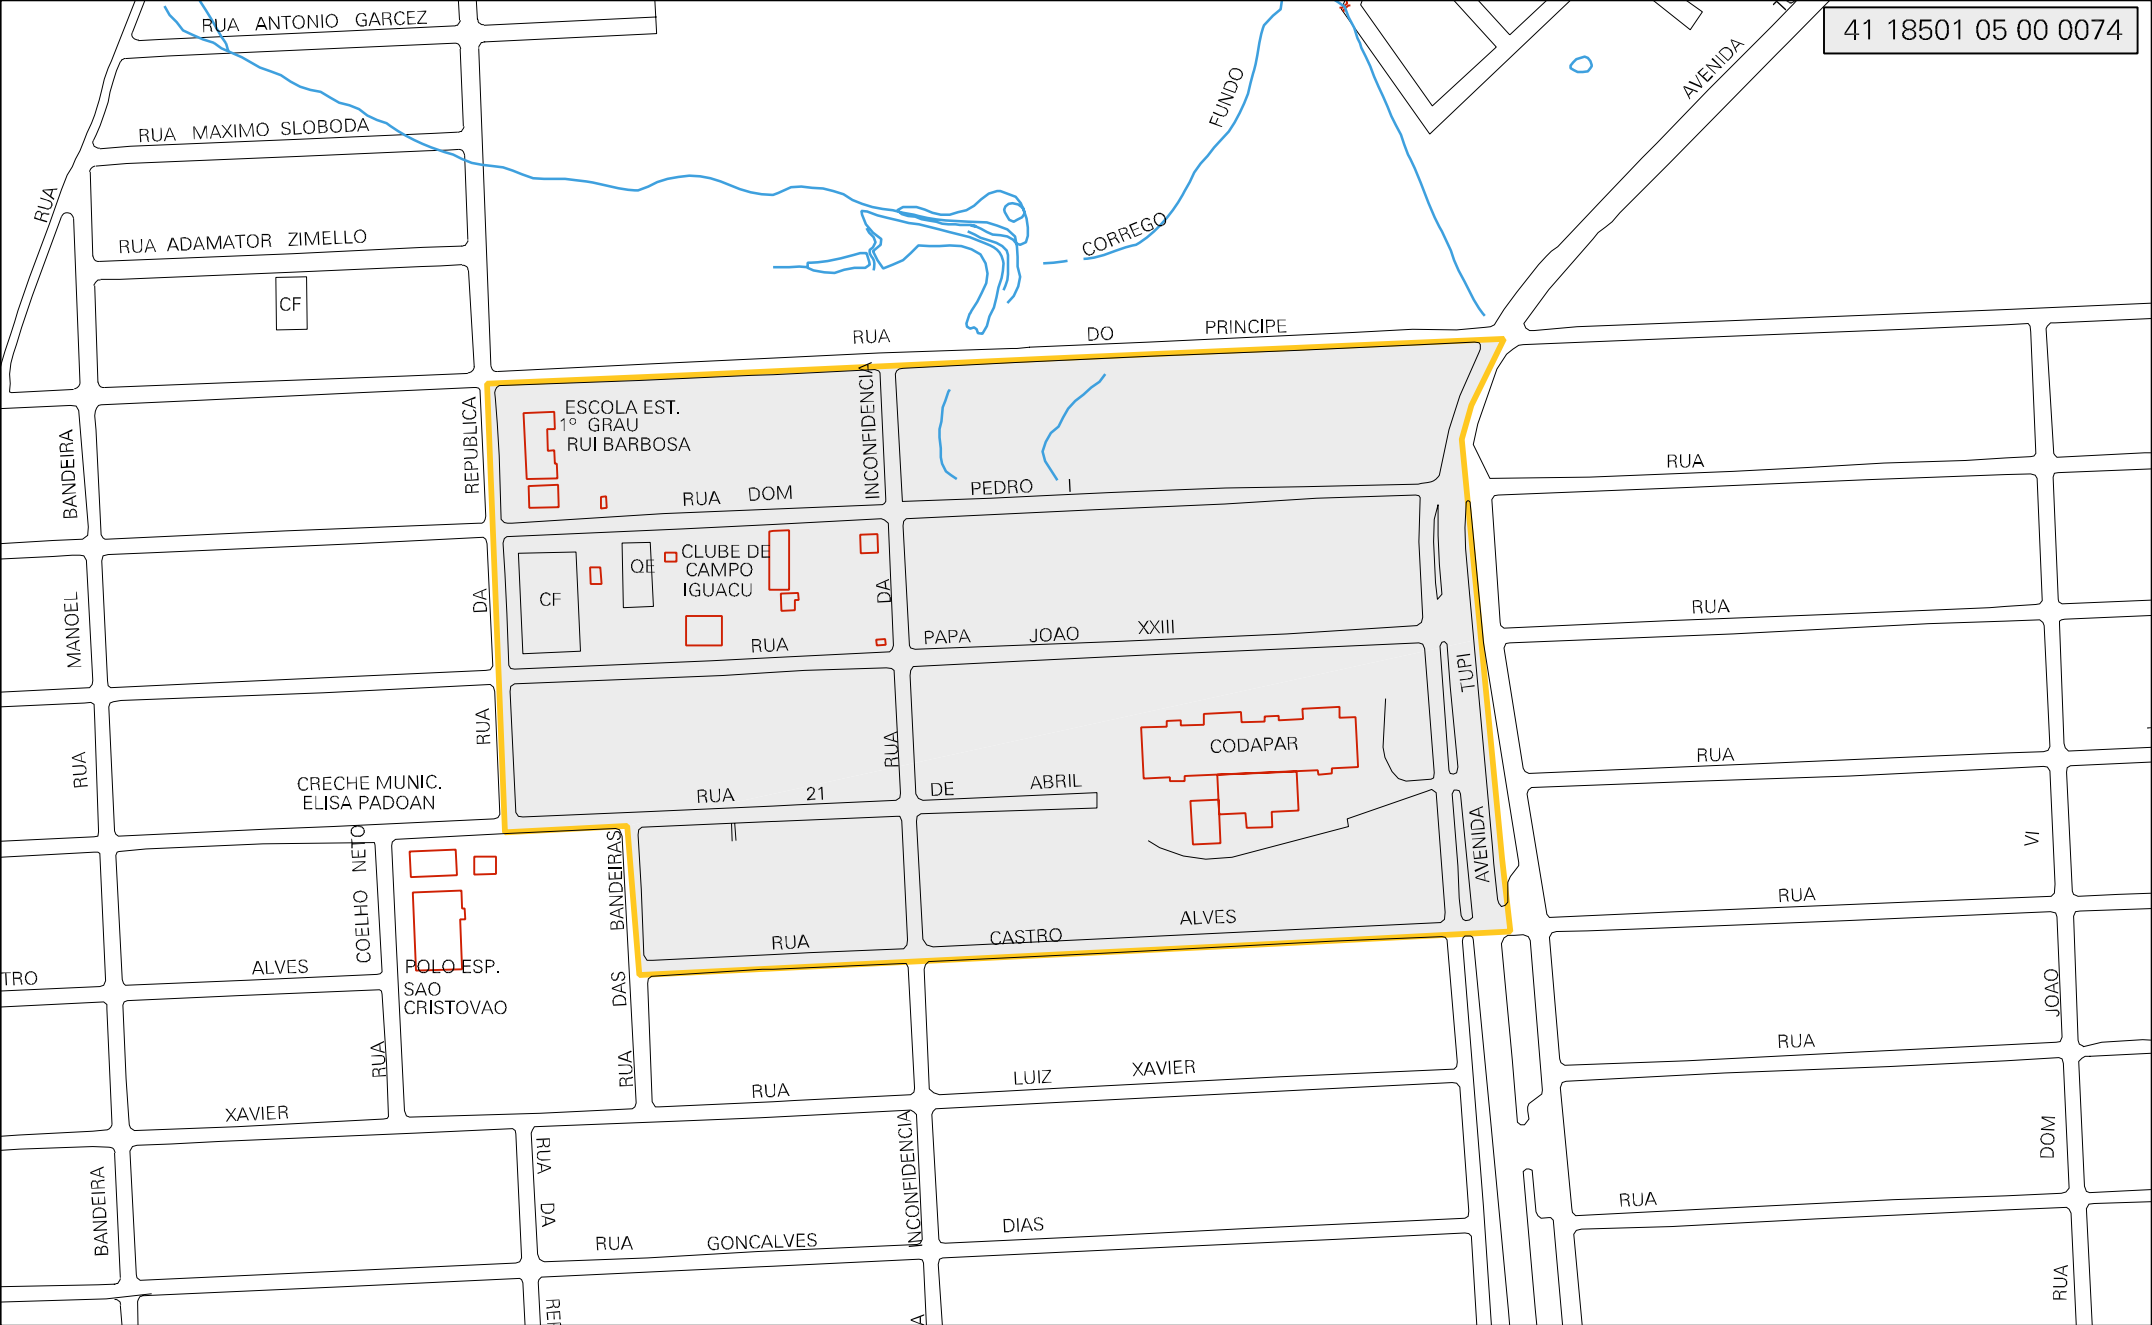 41 18501 05 00 0074
RUA ANTONIO GARCEZ
RUA MAXIMO SLOBODA
RUA
RUA ADAMATOR ZIMELLO
CF
FUNDO
CORREGO
AVENIDA
RUA DO PRINCIPE
ESCOLA EST.
1º GRAU
RUI BARBOSA
REPUBLICA
DA
RUA
INCONFIDENCIA
DA
RUA
BANDEIRA
MANOEL
RUA
RUA DOM PEDRO I
CF
QE
CLUBE DE
CAMPO
IGUACU
RUA PAPA JOAO XXIII
TUPI
AVENIDA
CODAPAR
RUA 21 DE ABRIL
CRECHE MUNIC.
ELISA PADOAN
COELHO NETO
RUA
BANDEIRAS
DAS
RUA
POLO ESP.
SAO
CRISTOVAO
TRO ALVES
RUA CASTRO ALVES
XAVIER
RUA LUIZ XAVIER
BANDEIRA
RUA DA
REP
INCONFIDENCIA
A
RUA GONCALVES DIAS
RUA
RUA
RUA
RUA
RUA
RUA
VI
JOAO
DOM
RUA